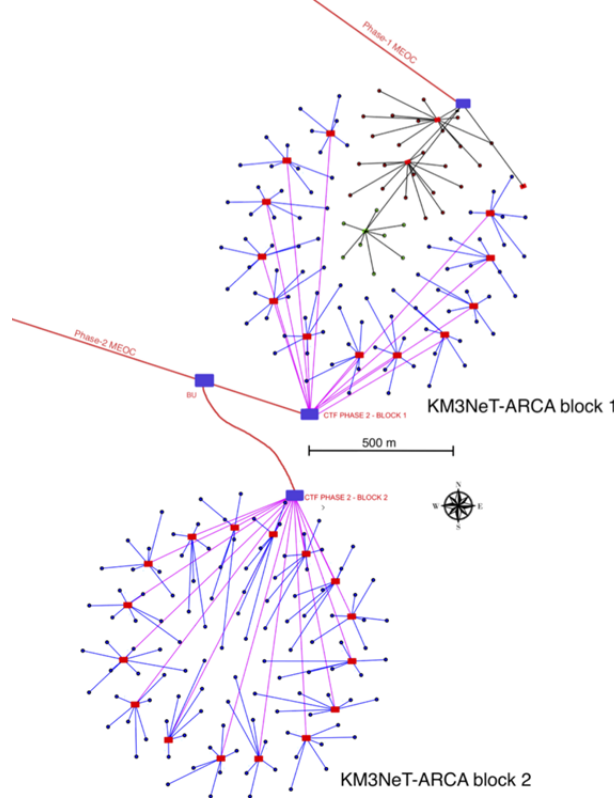 Phase-1 MEOC
Phase-2 MEOC
BU
CTF PHASE 2 - BLOCK 1
KM3NeT-ARCA block 1
500 m
CTF PHASE 2 - BLOCK 2
N
W
E
S
KM3NeT-ARCA block 2